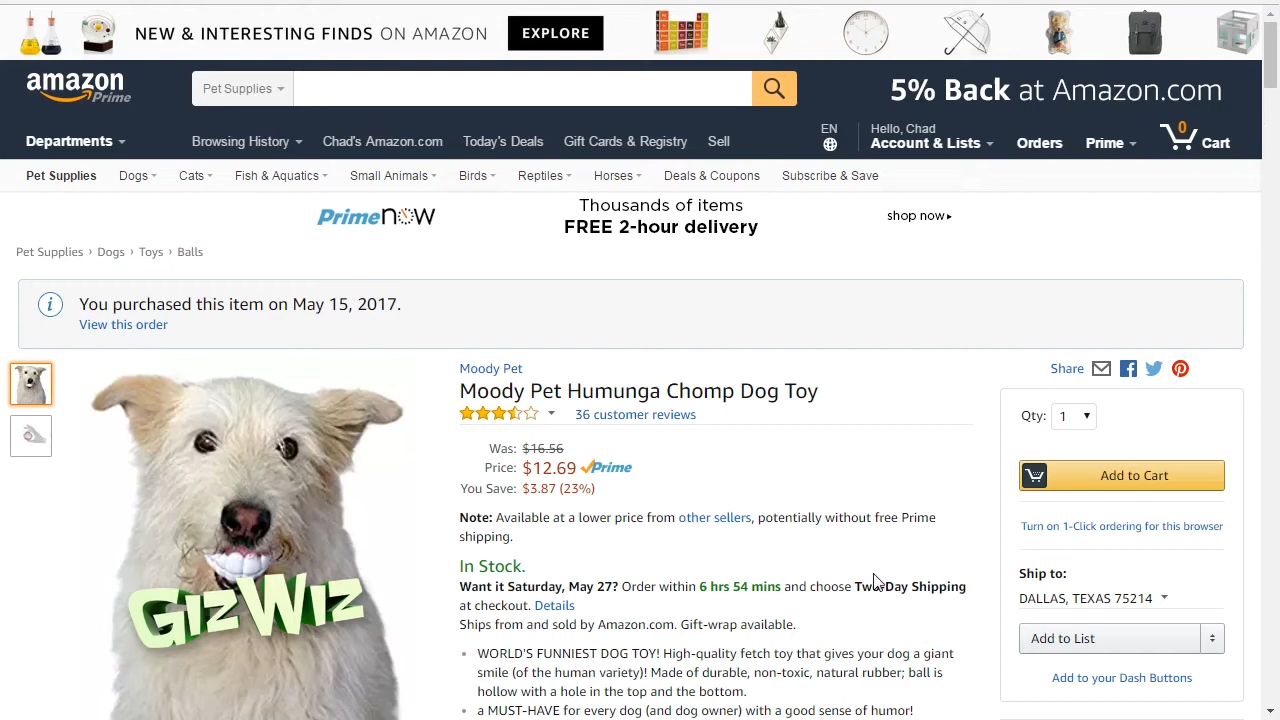 NEW & INTERESTING FINDS ON AMAZON EXPLORE
amazon Prime
Pet Supplies
5% Back at Amazon.com
Departments
Browsing History
Chad's Amazon.com
Today's Deals
Gift Cards & Registry
Sell
EN
Hello, Chad
Account & Lists
Orders
Prime
0
Cart
Pet Supplies
Dogs
Cats
Fish & Aquatics
Small Animals
Birds
Reptiles
Horses
Deals & Coupons
Subscribe & Save
PrimeNOW
Thousands of items
FREE 2-hour delivery
shop now
Pet Supplies › Dogs › Toys › Balls
i
You purchased this item on May 15, 2017.
View this order
GizWiz
Moody Pet
Moody Pet Humunga Chomp Dog Toy
36 customer reviews
Was: $16.56
Price: $12.69 Prime
You Save: $3.87 (23%)
Note: Available at a lower price from other sellers, potentially without free Prime
shipping.
In Stock.
Want it Saturday, May 27? Order within 6 hrs 54 mins and choose Two-Day Shipping
at checkout. Details
Ships from and sold by Amazon.com. Gift-wrap available.
WORLD'S FUNNIEST DOG TOY! High-quality fetch toy that gives your dog a giant
smile (of the human variety)! Made of durable, non-toxic, natural rubber; ball is
hollow with a hole in the top and the bottom.
a MUST-HAVE for every dog (and dog owner) with a good sense of humor!
Share
Qty: 1
Add to Cart
Turn on 1-Click ordering for this browser
Ship to:
DALLAS, TEXAS 75214
Add to List
Add to your Dash Buttons